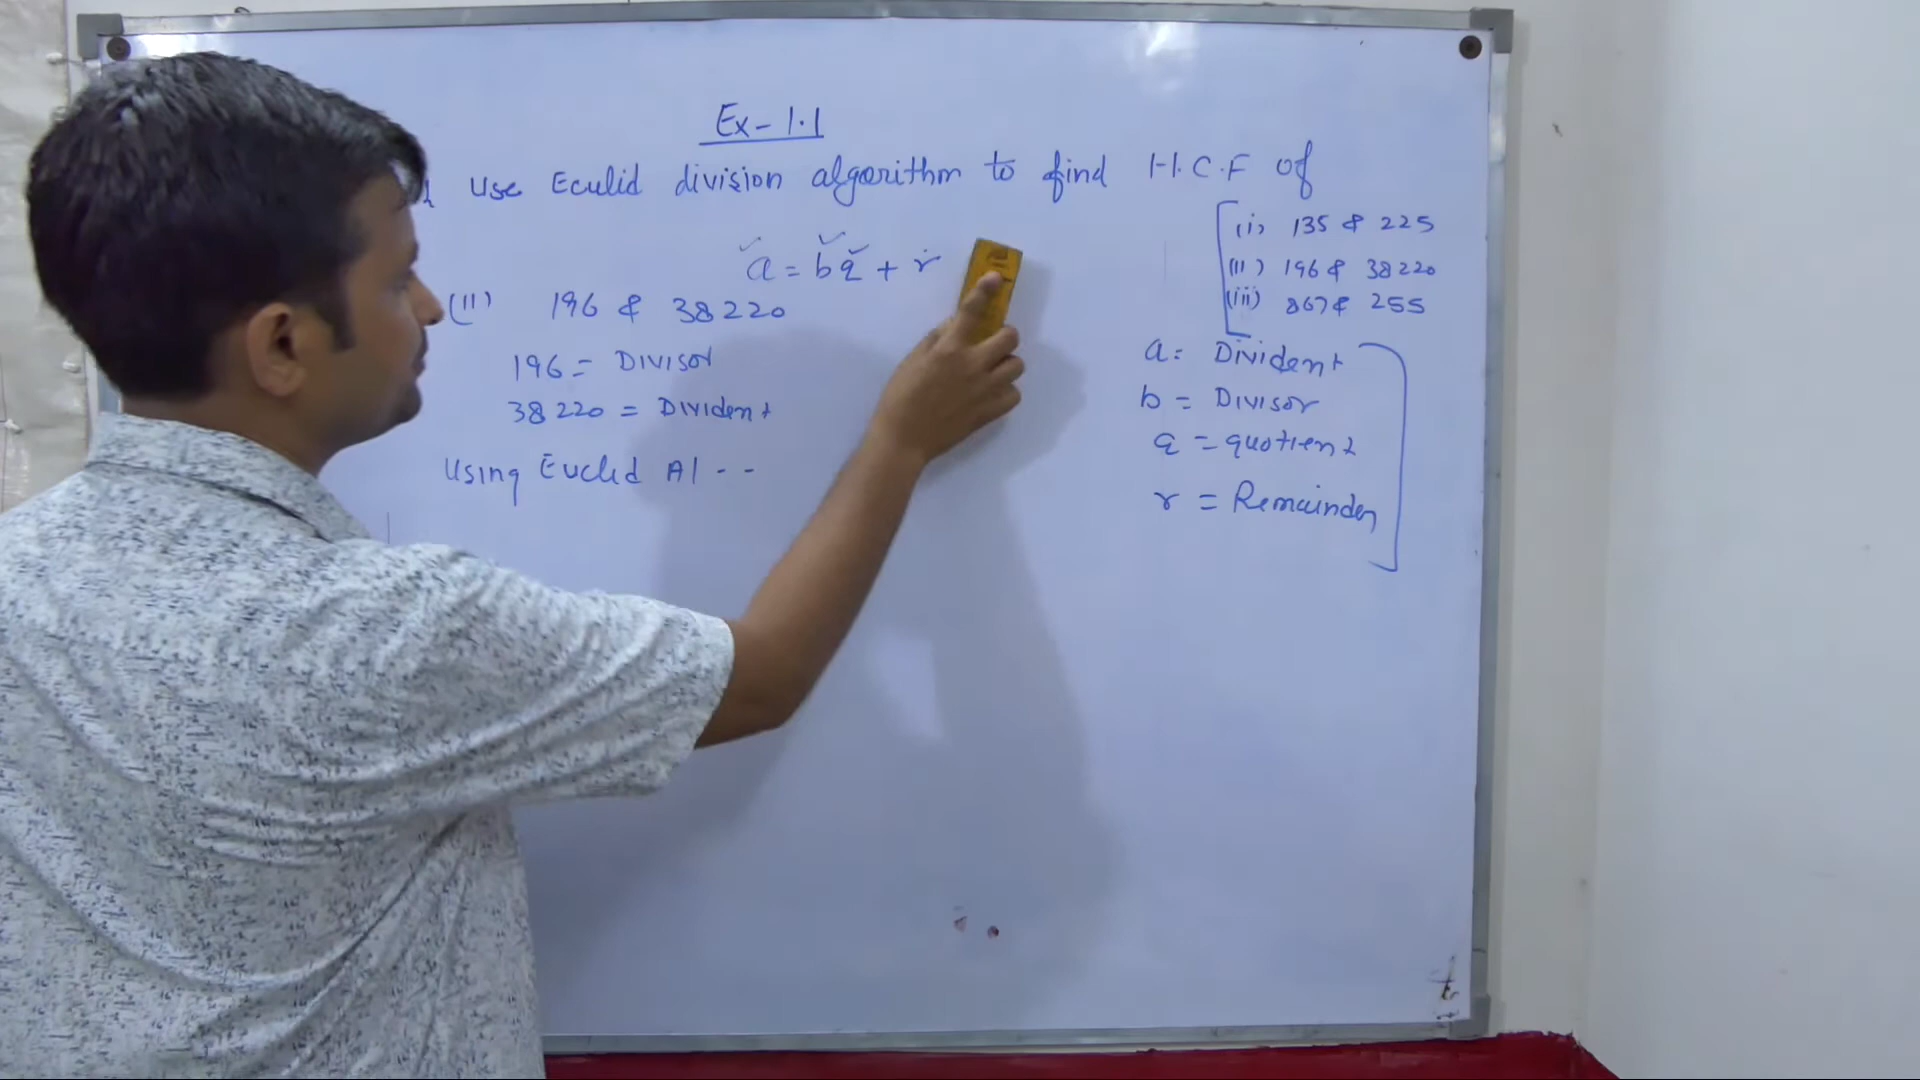 Ex-1.1
Use Eculid division algorithm to find H.C.F of
(i) 135 & 225
(ii) 196 & 38220
(iii) 867 & 255
a = bq + r
(11) 196 & 38220
196 = Divisor
38220 = Divident
Using Euclid Al - -
a = Divident
b = Divisor
q = quotient
r = Remainder